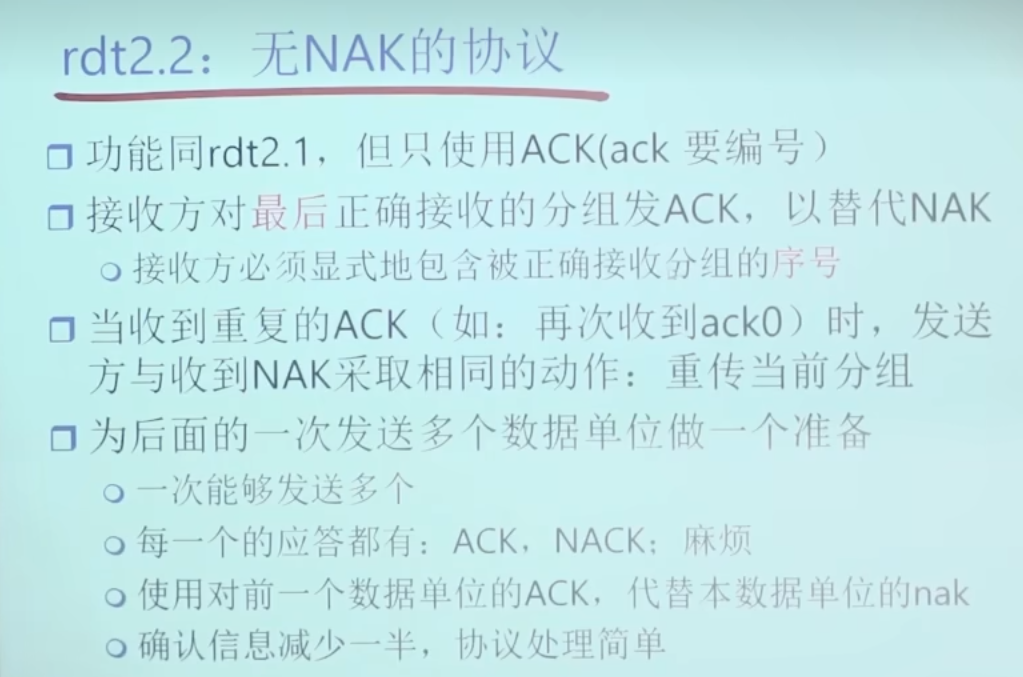 rdt2.2：无NAK的协议
功能同rdt2.1，但只使用ACK(ack 要编号）
接收方对最后正确接收的分组发ACK，以替代NAK
接收方必须显式地包含被正确接收分组的序号
当收到重复的ACK（如：再次收到ack0）时，发送
方与收到NAK采取相同的动作：重传当前分组
为后面的一次发送多个数据单位做一个准备
一次能够发送多个
每一个的应答都有：ACK，NACK；麻烦
使用对前一个数据单位的ACK，代替本数据单位的nak
确认信息减少一半，协议处理简单